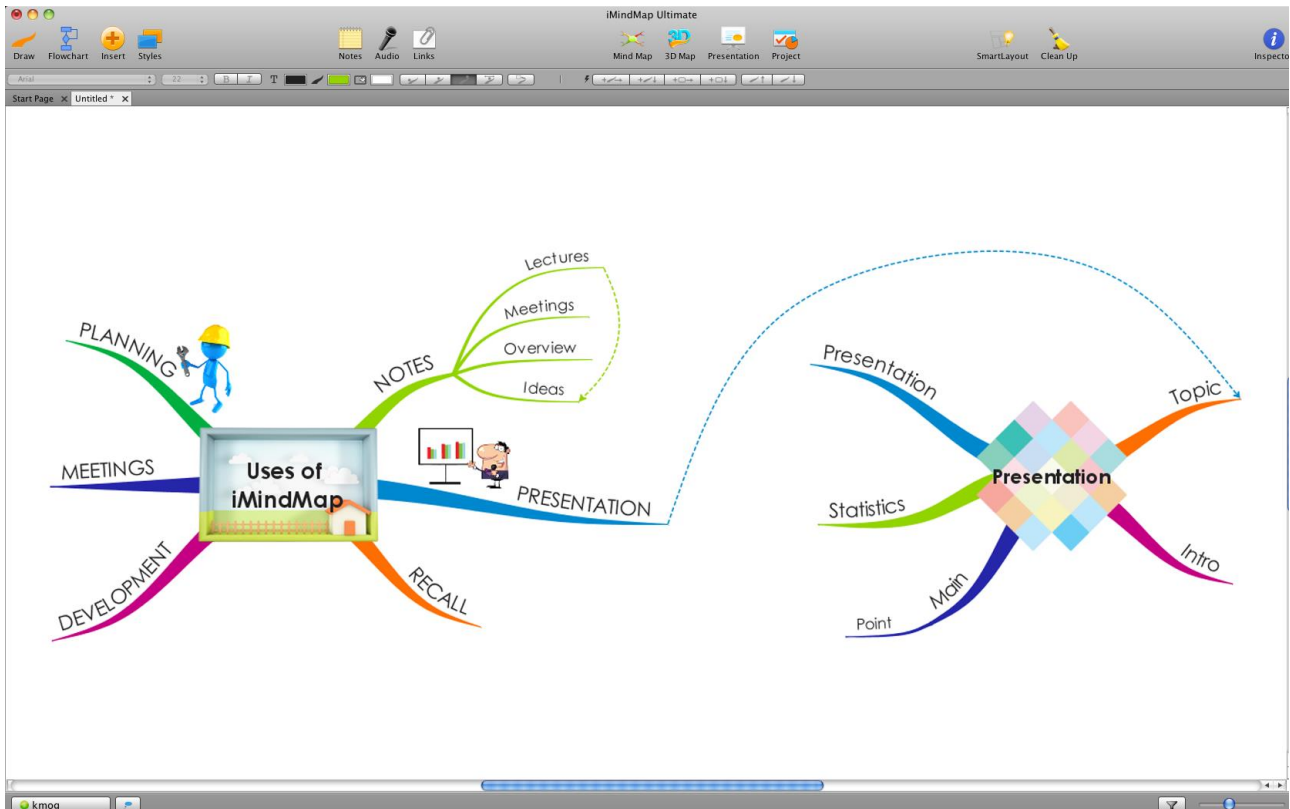 iMindMap Ultimate
Draw Flowchart Insert Styles Notes Audio Links Mind Map 3D Map Presentation Project SmartLayout Clean Up Inspecto
Arial 22 B I T
Start Page Untitled *
PLANNING
MEETINGS
DEVELOPMENT
Uses of
iMindMap
NOTES
Lectures
Meetings
Overview
Ideas
PRESENTATION
RECALL
Presentation
Statistics
Main
Point
Presentation
Topic
Intro
kmog